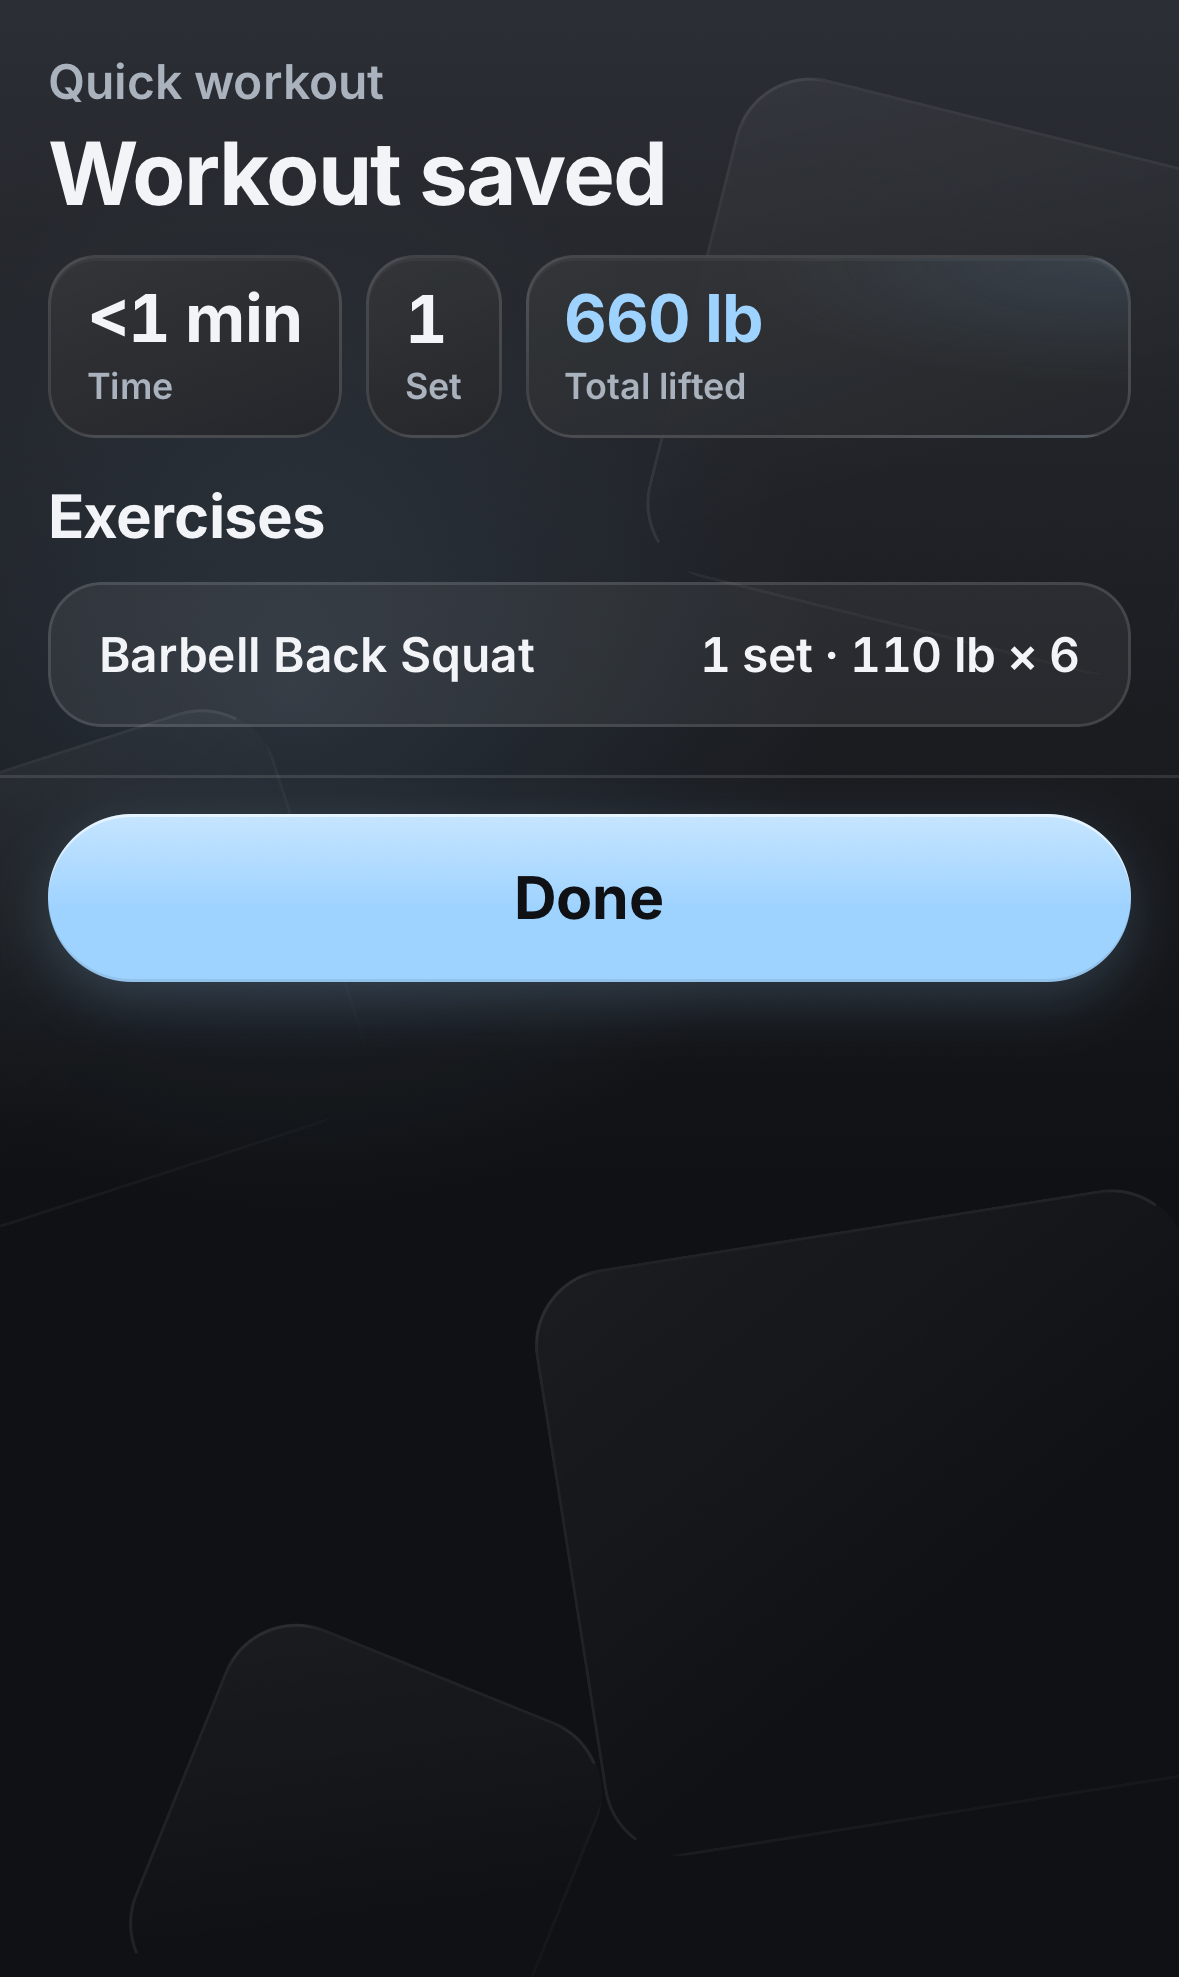 Quick workout
Workout saved
<1 min
Time
1
Set
660 lb
Total lifted
Exercises
Barbell Back Squat 1 set · 110 lb × 6
Done